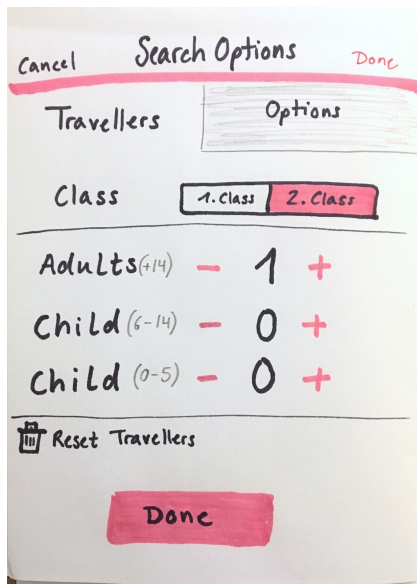 Cancel Search Options Done
Travellers Options
Class 1.Class 2.Class
Adults (+14) - 1 +
Child (6-14) - 0 +
Child (0-5) - 0 +
Reset Travellers
Done